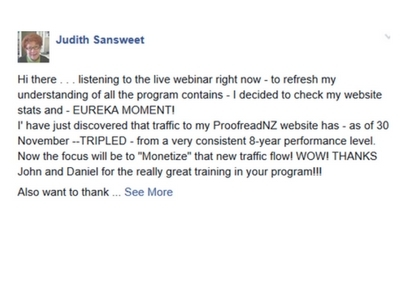 Judith Sansweet
Hi there . . . listening to the live webinar right now - to refresh my
understanding of all the program contains - I decided to check my website
stats and - EUREKA MOMENT!
I' have just discovered that traffic to my ProofreadNZ website has - as of 30
November --TRIPLED - from a very consistent 8-year performance level.
Now the focus will be to "Monetize" that new traffic flow! WOW! THANKS
John and Daniel for the really great training in your program!!!
Also want to thank ... See More